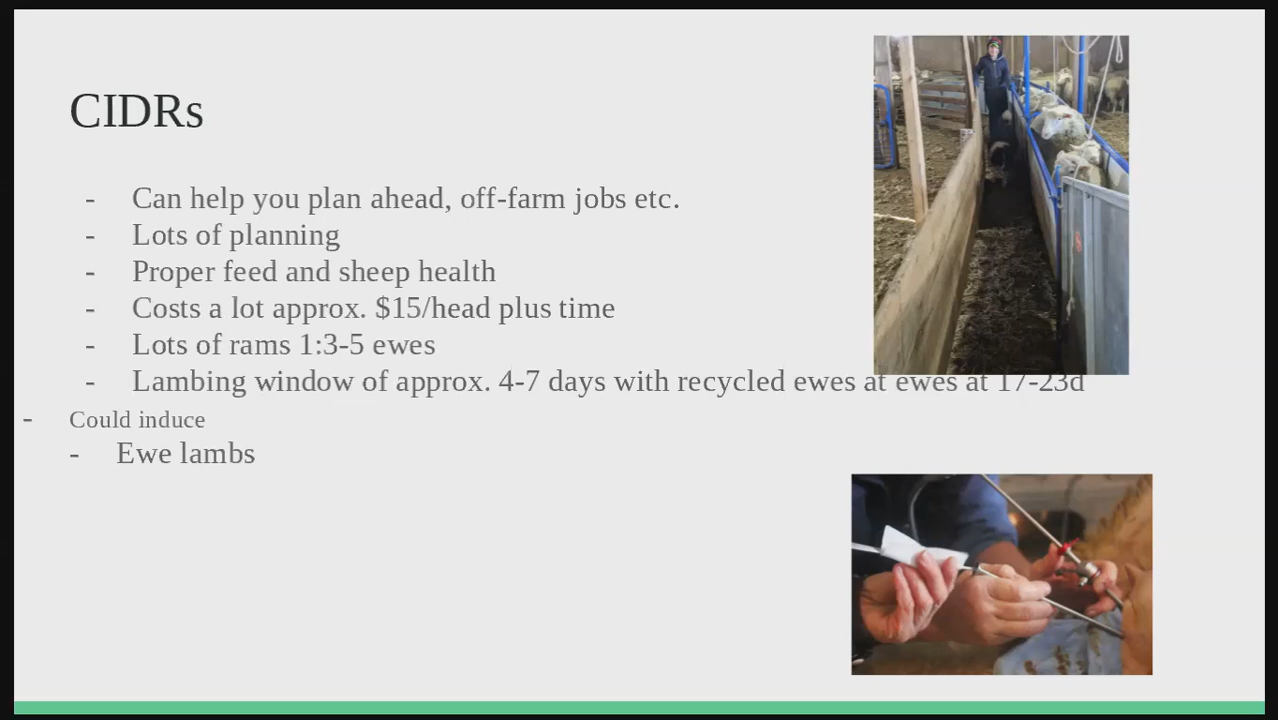 CIDRs
- Can help you plan ahead, off-farm jobs etc.
- Lots of planning
- Proper feed and sheep health
- Costs a lot approx. $15/head plus time
- Lots of rams 1:3-5 ewes
- Lambing window of approx. 4-7 days with recycled ewes at ewes at 17-23d
- Could induce
- Ewe lambs